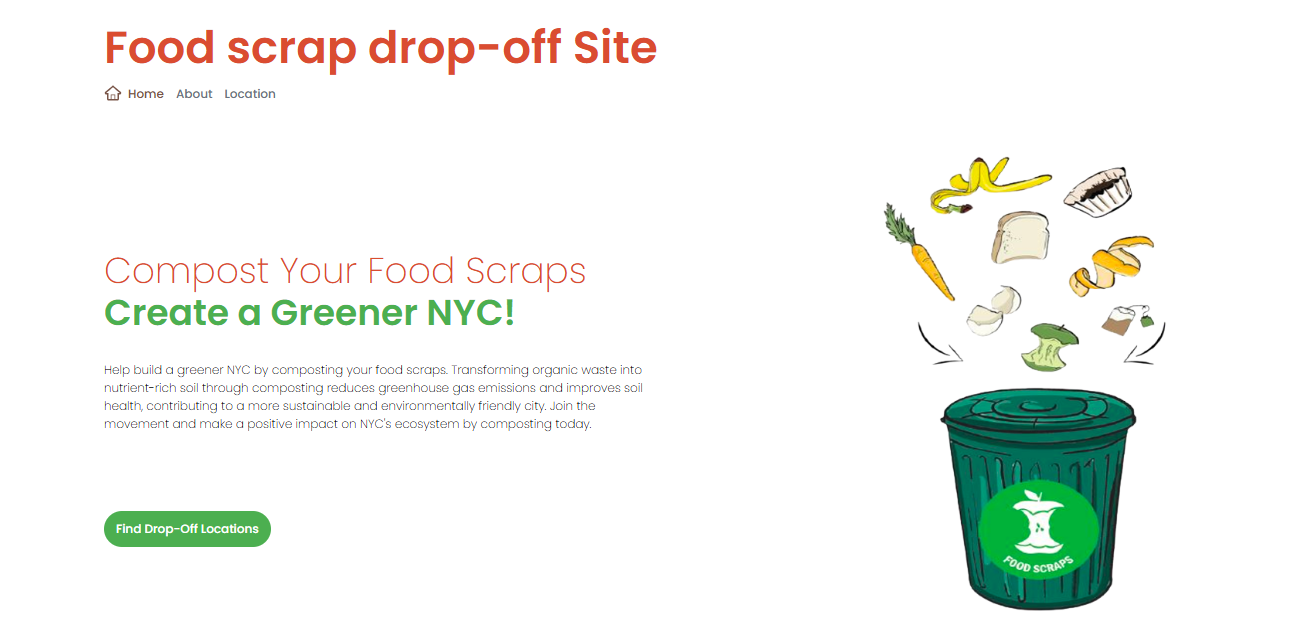 Food scrap drop-off Site
Home About Location
Compost Your Food Scraps
Create a Greener NYC!
Help build a greener NYC by composting your food scraps. Transforming organic waste into
nutrient-rich soil through composting reduces greenhouse gas emissions and improves soil
health, contributing to a more sustainable and environmentally friendly city. Join the
movement and make a positive impact on NYC's ecosystem by composting today.
Find Drop-Off Locations
FOOD SCRAPS